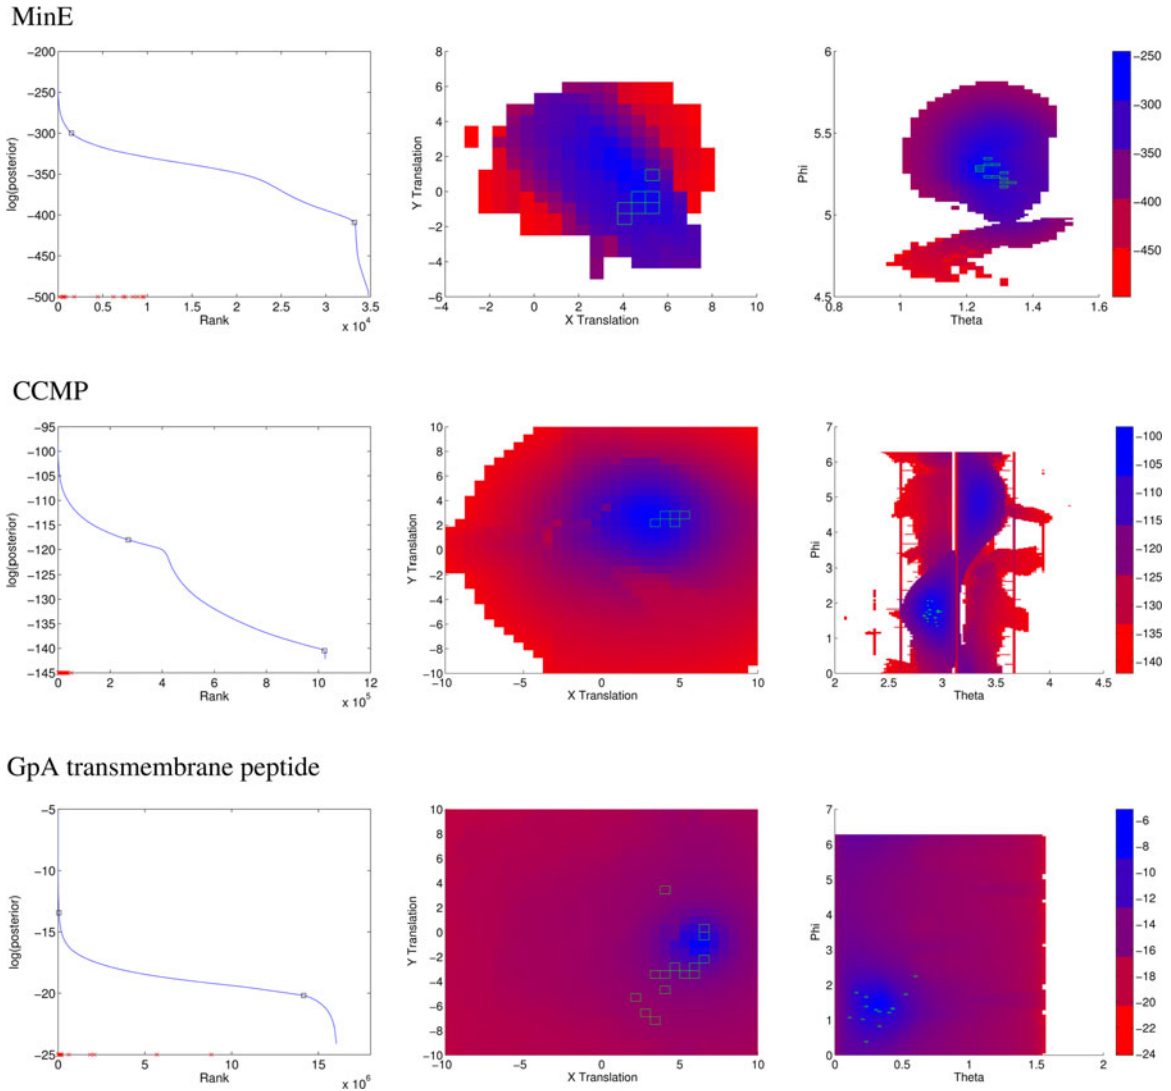 MinE
−200
−250
−300
−350
−400
−450
−500
0 0.5 1 1.5 2 2.5 3 3.5
x 10^4
Rank
log(posterior)
8
6
4
2
0
−2
−4
−6
−4 −2 0 2 4 6 8 10
X Translation
Y Translation
6
5.5
5
4.5
0.8 1 1.2 1.4 1.6
Theta
Phi
−250
−300
−350
−400
−450
CCMP
−95
−100
−105
−110
−115
−120
−125
−130
−135
−140
−145
0 2 4 6 8 10 12
x 10^5
Rank
log(posterior)
10
8
6
4
2
0
−2
−4
−6
−8
−10
−10 −5 0 5 10
X Translation
Y Translation
7
6
5
4
3
2
1
0
2 2.5 3 3.5 4 4.5
Theta
Phi
−100
−105
−110
−115
−120
−125
−130
−135
−140
GpA transmembrane peptide
−5
−10
−15
−20
−25
0 5 10 15
x 10^6
Rank
log(posterior)
10
8
6
4
2
0
−2
−4
−6
−8
−10
−10 −5 0 5 10
X Translation
Y Translation
7
6
5
4
3
2
1
0
0 0.5 1 1.5 2
Theta
Phi
−6
−8
−10
−12
−14
−16
−18
−20
−22
−24